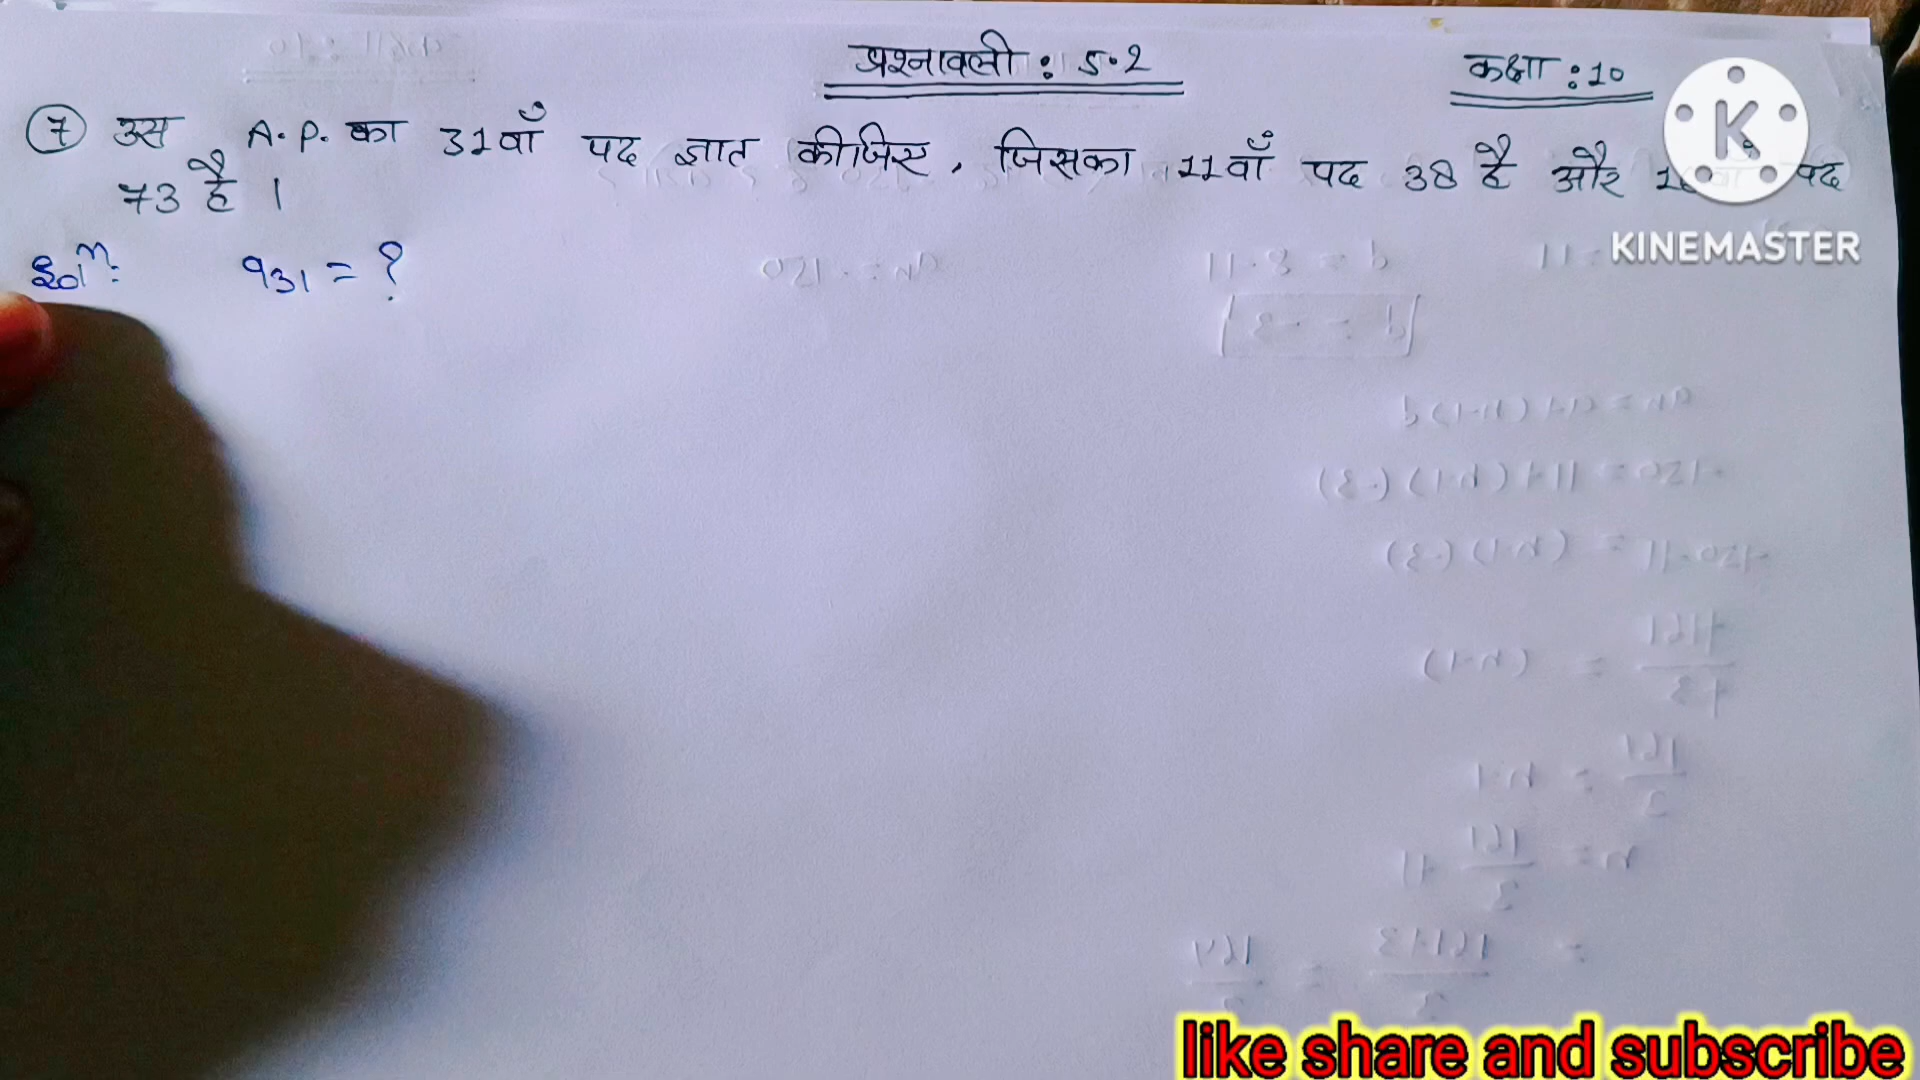 प्रश्नावली : 5.2
कक्षा : 10
7 उस A.P. का 31वाँ पद ज्ञात कीजिए, जिसका 11वाँ पद 38 है और पद
73 है ।
Solⁿ: a₃₁ = ?
KINEMASTER
like share and subscribe